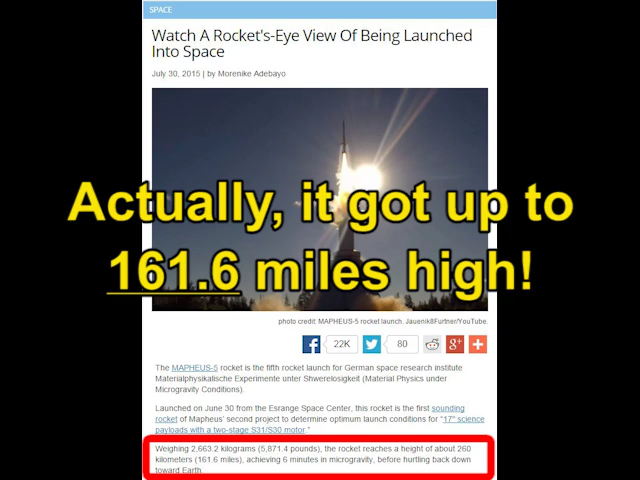 SPACE
Watch A Rocket's-Eye View Of Being Launched
Into Space
July 30, 2015 | by Morenike Adebayo
Actually, it got up to
161.6 miles high!
photo credit: MAPHEUS-5 rocket launch. Jauenik8Furtner/YouTube.
22K
80
The MAPHEUS-5 rocket is the fifth rocket launch for German space research institute
Materialphysikalische Experimente unter Shwerelosigkeit (Material Physics under
Microgravity Conditions).
Launched on June 30 from the Esrange Space Center, this rocket is the first sounding
rocket of Mapheus' second project to determine optimum launch conditions for "17" science
payloads with a two-stage S31/S30 motor."
Weighing 2,663.2 kilograms (5,871.4 pounds), the rocket reaches a height of about 260
kilometers (161.6 miles), achieving 6 minutes in microgravity, before hurtling back down
toward Earth.